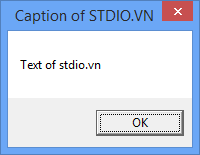 Caption of STDIO.VN
Text of stdio.vn
OK